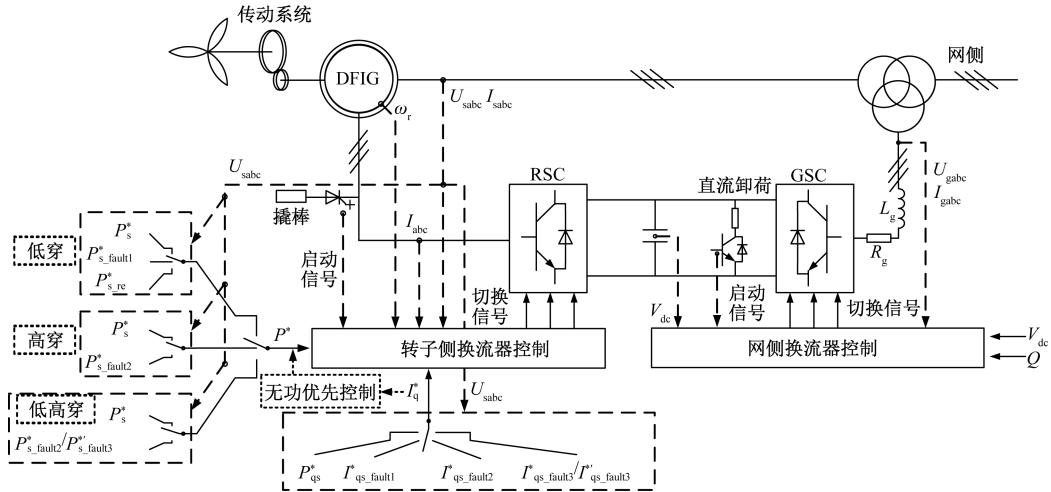 传动系统
DFIG
网侧
U_sabc I_sabc
ω_r
U_sabc
撬棒
I_abc
启动
信号
RSC
切换
信号
直流卸荷
启动
信号
V_dc
GSC
切换信号
L_g
R_g
U_gabc
I_gabc
低穿
P*_s
P*_s_fault1
P*_s_re
高穿
P*_s
P*_s_fault2
低高穿
P*_s
P*_s_fault2/P*′_s_fault3
P*
转子侧换流器控制
网侧换流器控制
V_dc
Q
无功优先控制
I*_q
U_sabc
P*_qs
I*_qs_fault1
I*_qs_fault2
I*_qs_fault3/I*′_qs_fault3